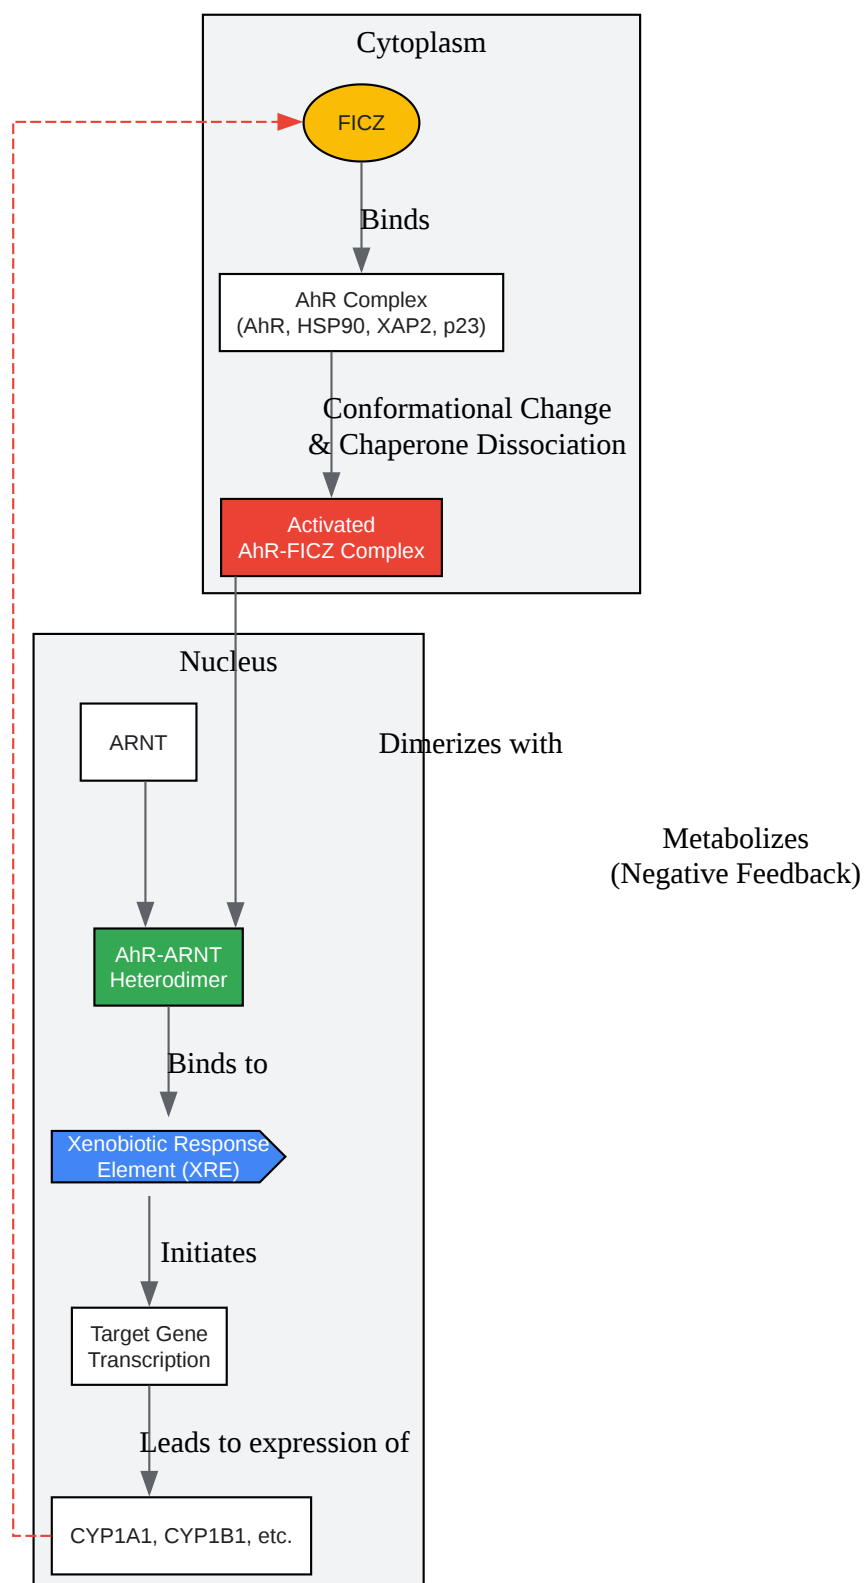 Cytoplasm
FICZ
Binds
AhR Complex
(AhR, HSP90, XAP2, p23)
Conformational Change
& Chaperone Dissociation
Activated
AhR-FICZ Complex
Nucleus
ARNT
Dimerizes with
Metabolizes
(Negative Feedback)
AhR-ARNT
Heterodimer
Binds to
Xenobiotic Response
Element (XRE)
Initiates
Target Gene
Transcription
Leads to expression of
CYP1A1, CYP1B1, etc.